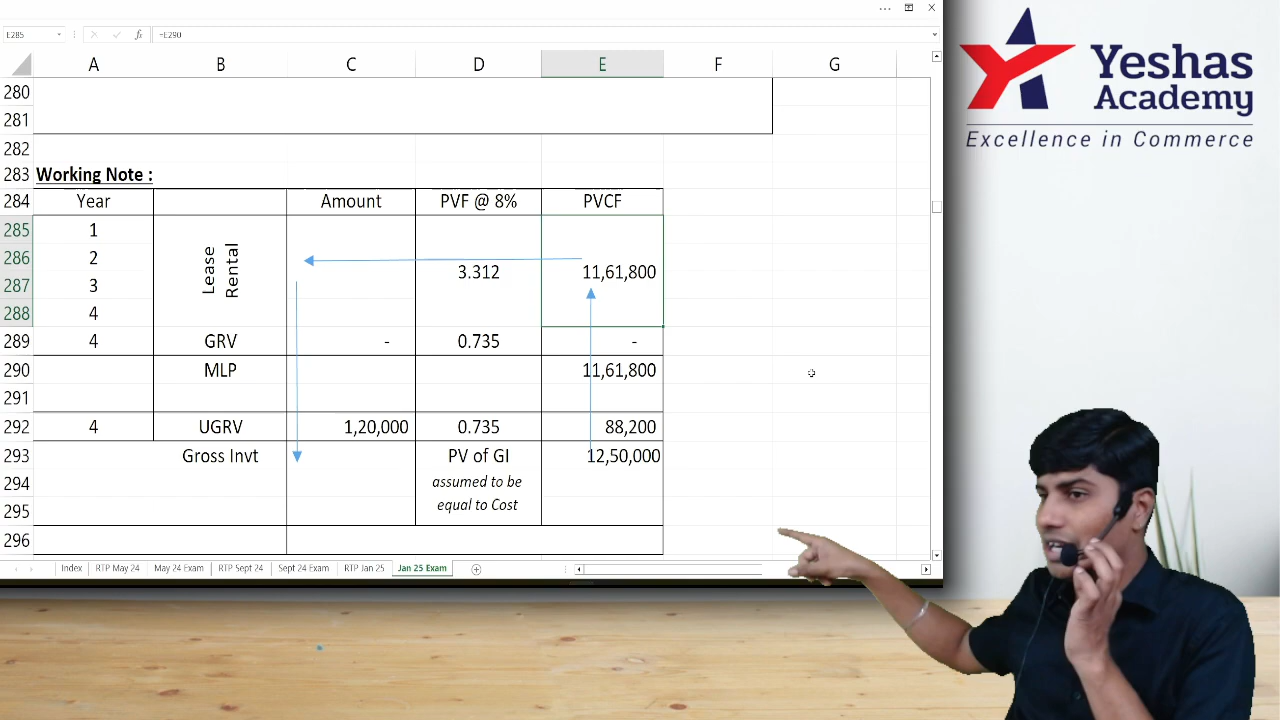 E285 fx =E290
A B C D E F G
280
281
282
283 Working Note :
284 Year Amount PVF @ 8% PVCF
285 1
286 2
287 3
288 4
Lease Rental
3.312 11,61,800
289 4 GRV - 0.735 -
290 MLP 11,61,800
291
292 4 UGRV 1,20,000 0.735 88,200
293 Gross Invt PV of GI 12,50,000
294 assumed to be
295 equal to Cost
296
Index RTP May 24 May 24 Exam RTP Set 24 Sept 24 Exam RTP Jan 25 Jan 25 Exam
Yeshas
Academy
Excellence in Commerce